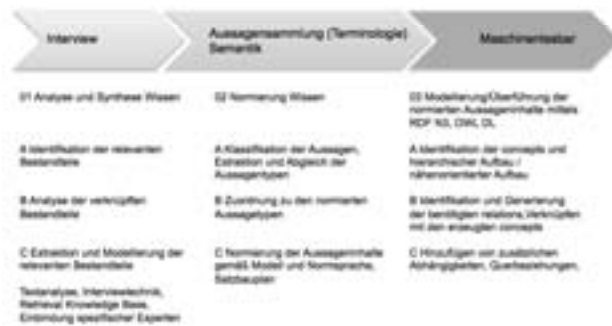 Interview
Aussagensammlung (Terminologie)
Semantik
Maschinenlesbar
01 Analyse und Synthese Wissen
A Identifikation der relevanten
Bestandteile
B Analyse der verknüpften
Bestandteile
C Extraktion und Modellierung der
relevanten Bestandteile
Textanalyse, Interviewtechnik,
Retrieval Knowledge Base,
Einbindung spezifischer Experten
02 Normierung Wissen
A Klassifikation der Aussagen,
Extraktion und Abgleich der
Aussagentypen
B Zuordnung zu den normierten
Aussagetypen
C Normierung der Aussageninhalte
gemäß Modell und Normsprache,
Satzbauplan
03 Modellierung/Überführung der
normierten Aussageninhalte mittels
RDF N3, OWL DL
A Identifikation der concepts und
hierarchischer Aufbau /
B Identifikation und Generierung
der benötigten relations, Verknüpfen
mit den erzeugten concepts
C Hinzufügen von zusätzlichen
Abhängigkeiten, Querbeziehungen,